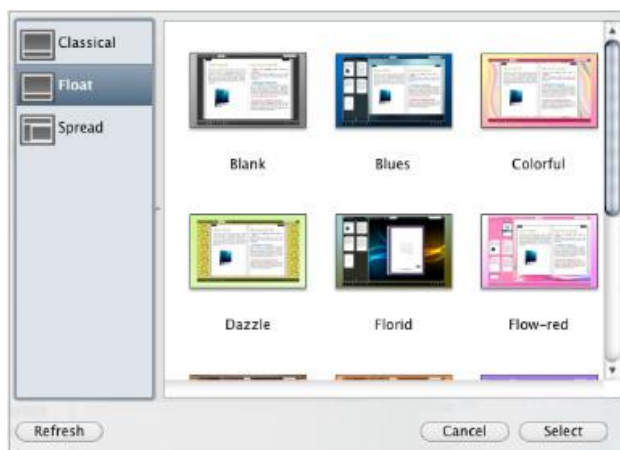 Classical
Float
Spread
Blank Blues Colorful
Dazzle Florid Flow-red
Refresh Cancel Select